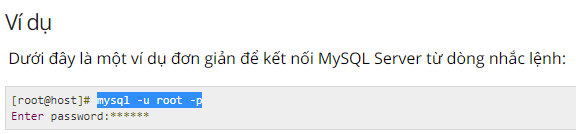 Ví dụ
Dưới đây là một ví dụ đơn giản để kết nối MySQL Server từ dòng nhắc lệnh:
[root@host]# mysql -u root -p
Enter password:******